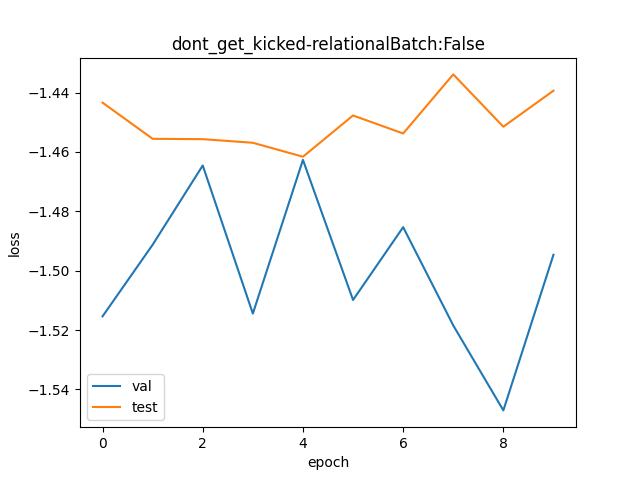 dont_get_kicked-relationalBatch:False
−1.44
−1.46
−1.48
−1.50
−1.52
−1.54
loss
val
test
0
2
4
6
8
epoch